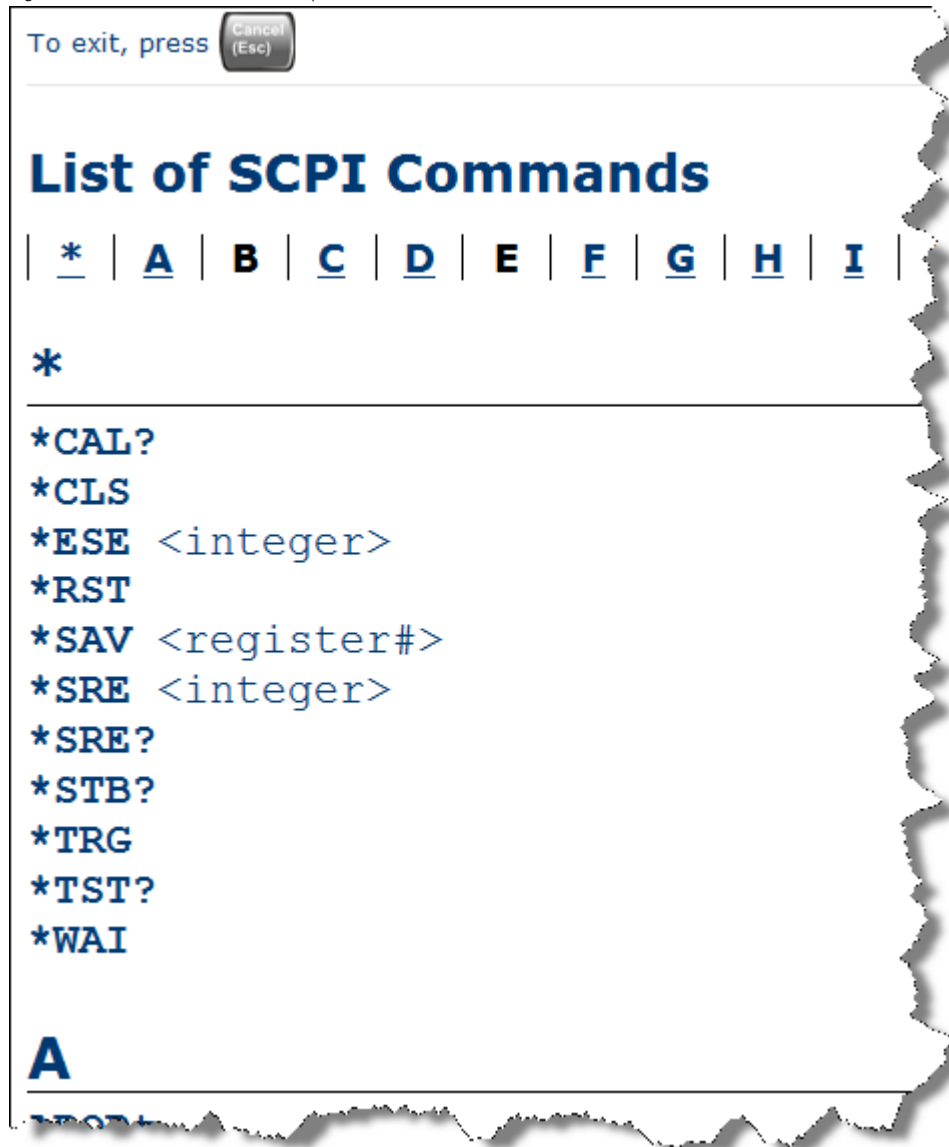 To exit, press Cancel (Esc)
List of SCPI Commands
| * | A | B | C | D | E | F | G | H | I |
*
*CAL?
*CLS
*ESE <integer>
*RST
*SAV <register#>
*SRE <integer>
*SRE?
*STB?
*TRG
*TST?
*WAI
A